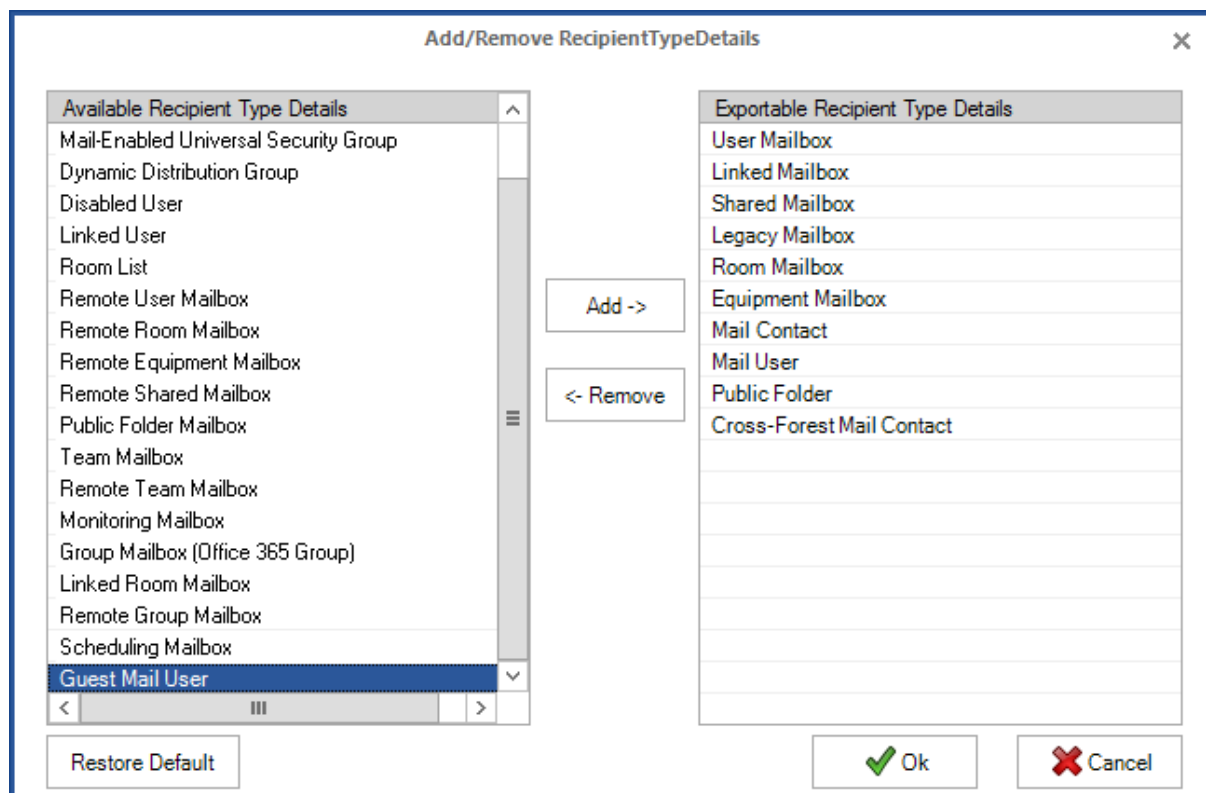 Add/Remove RecipientTypeDetails
Available Recipient Type Details
Mail-Enabled Universal Security Group
Dynamic Distribution Group
Disabled User
Linked User
Room List
Remote User Mailbox
Remote Room Mailbox
Remote Equipment Mailbox
Remote Shared Mailbox
Public Folder Mailbox
Team Mailbox
Remote Team Mailbox
Monitoring Mailbox
Group Mailbox (Office 365 Group)
Linked Room Mailbox
Remote Group Mailbox
Scheduling Mailbox
Guest Mail User
Add ->
<- Remove
Exportable Recipient Type Details
User Mailbox
Linked Mailbox
Shared Mailbox
Legacy Mailbox
Room Mailbox
Equipment Mailbox
Mail Contact
Mail User
Public Folder
Cross-Forest Mail Contact
Restore Default
Ok
Cancel